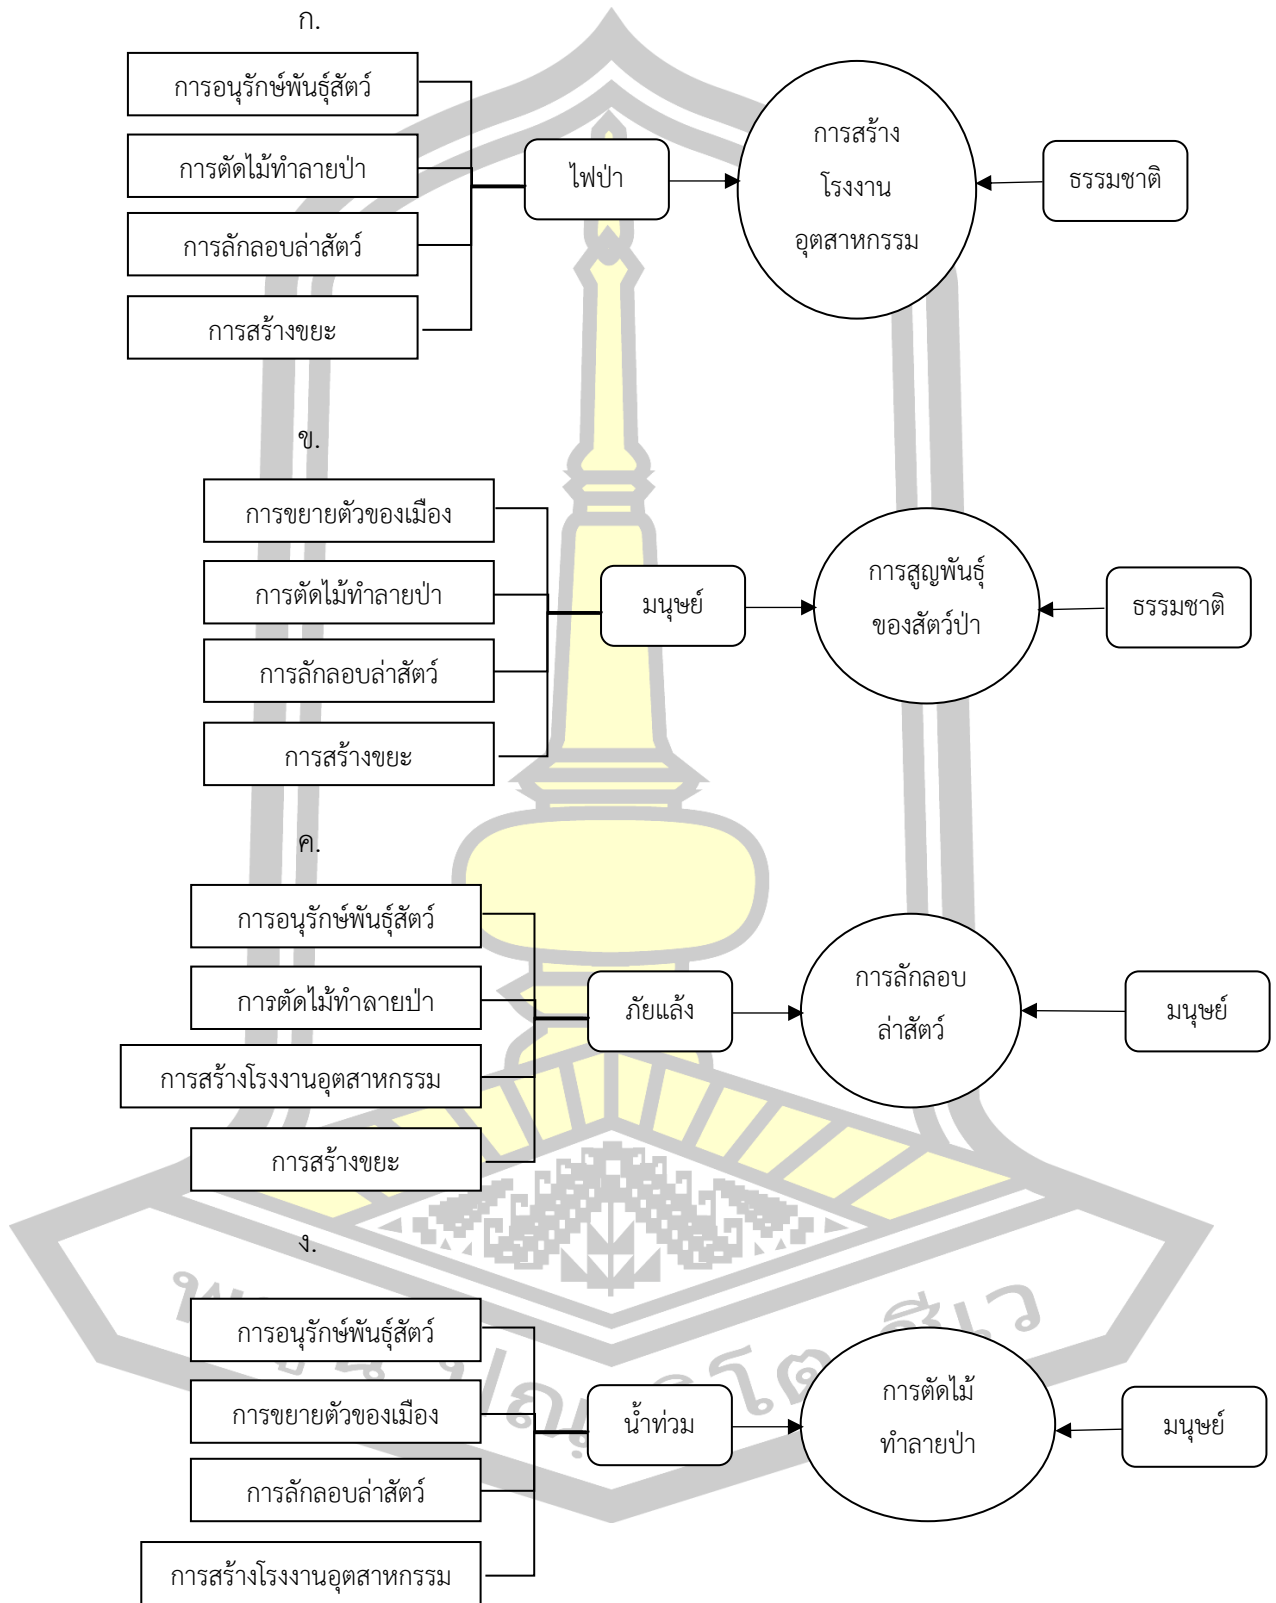 ก.
การอนุรักษ์พันธุ์สัตว์
การตัดไม้ทำลายป่า
การลักลอบล่าสัตว์
การสร้างขยะ
ไฟป่า
การสร้าง
โรงงาน
อุตสาหกรรม
ธรรมชาติ
ข.
การขยายตัวของเมือง
การตัดไม้ทำลายป่า
การลักลอบล่าสัตว์
การสร้างขยะ
มนุษย์
การสูญพันธุ์
ของสัตว์ป่า
ธรรมชาติ
ค.
การอนุรักษ์พันธุ์สัตว์
การตัดไม้ทำลายป่า
การสร้างโรงงานอุตสาหกรรม
การสร้างขยะ
ภัยแล้ง
การลักลอบ
ล่าสัตว์
มนุษย์
ง.
การอนุรักษ์พันธุ์สัตว์
การขยายตัวของเมือง
การลักลอบล่าสัตว์
การสร้างโรงงานอุตสาหกรรม
น้ำท่วม
การตัดไม้
ทำลายป่า
มนุษย์
ชีเว